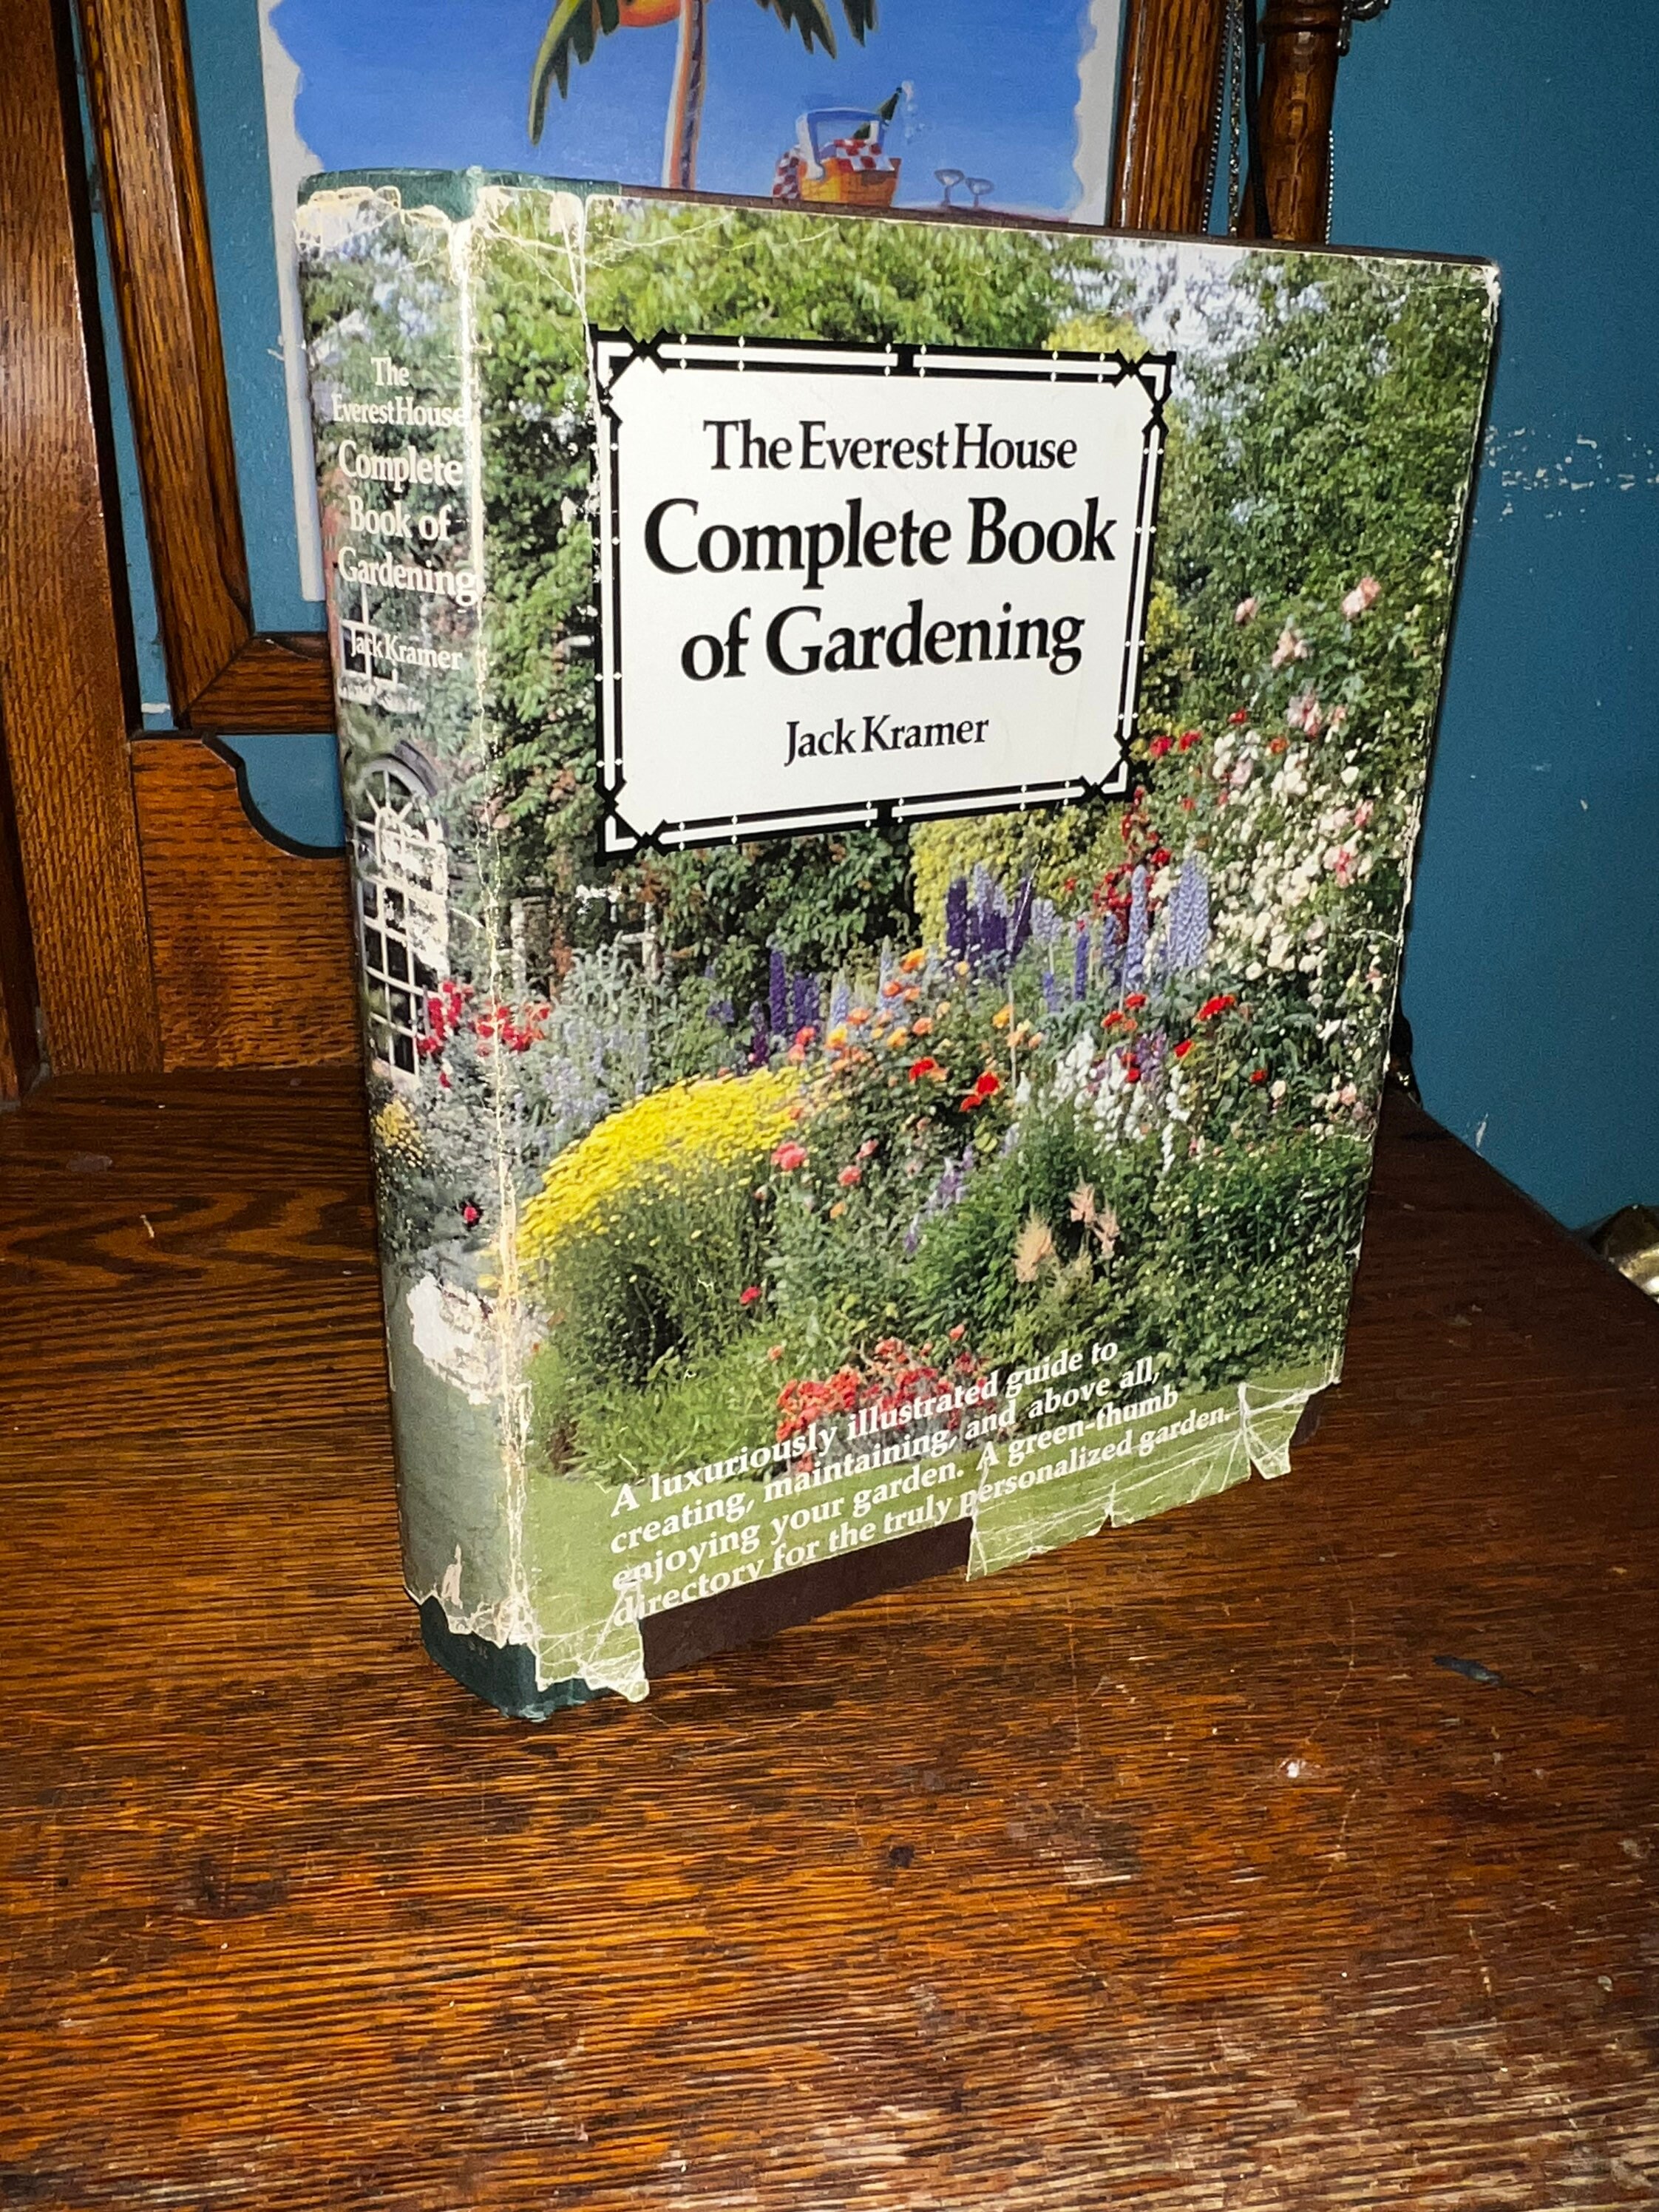 The
Everest House
Complete
Book of
Gardening
Jack Kramer
The Everest House
Complete Book
of Gardening
Jack Kramer
A luxuriously illustrated guide to
creating, maintaining, and above all,
enjoying your garden. A green-thumb
directory for the truly personalized garden.